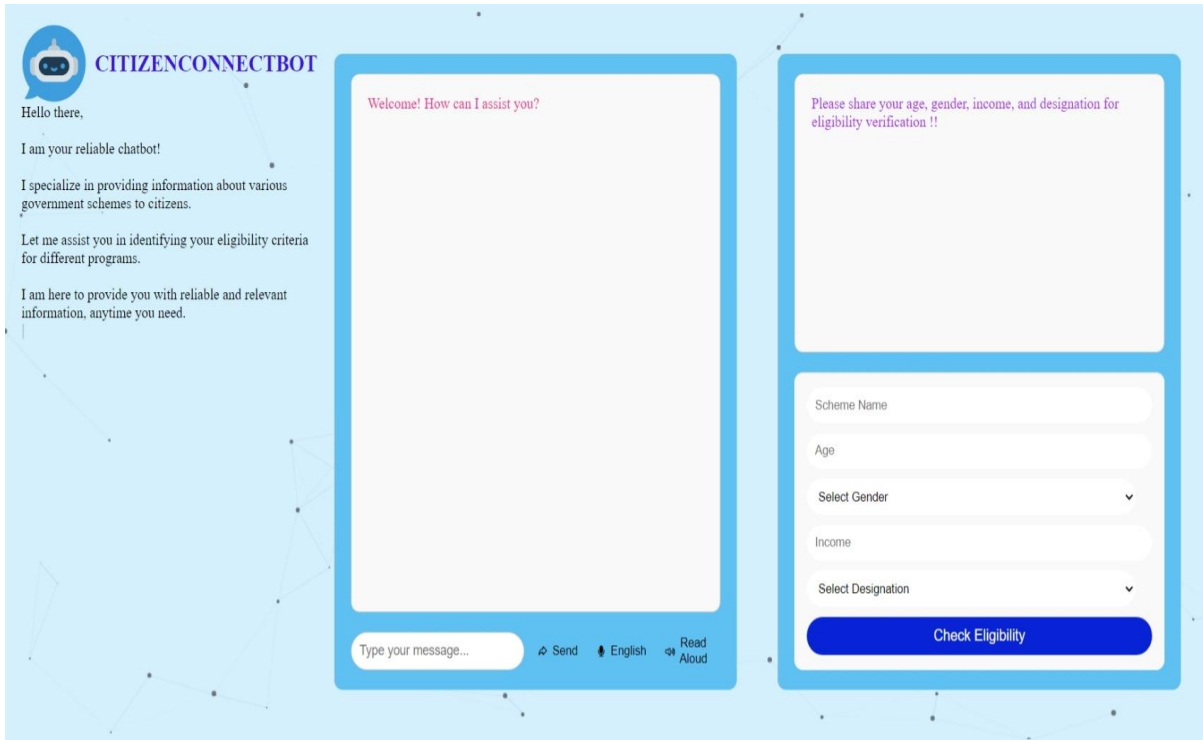 CITIZENCONNECTBOT
Hello there,
I am your reliable chatbot!
I specialize in providing information about various
government schemes to citizens.
Let me assist you in identifying your eligibility criteria
for different programs.
I am here to provide you with reliable and relevant
information, anytime you need.
Welcome! How can I assist you?
Type your message...
Send
English
Read
Aloud
Please share your age, gender, income, and designation for
eligibility verification !!
Scheme Name
Age
Select Gender
Income
Select Designation
Check Eligibility